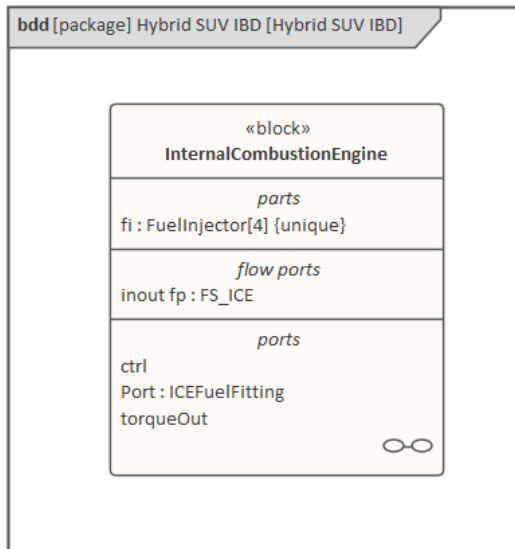 bdd [package] Hybrid SUV IBD [Hybrid SUV IBD]
«block»
InternalCombustionEngine
parts
fi : FuelInjector[4] {unique}
flow ports
inout fp : FS_ICE
ports
ctrl
Port : ICEFuelFitting
torqueOut